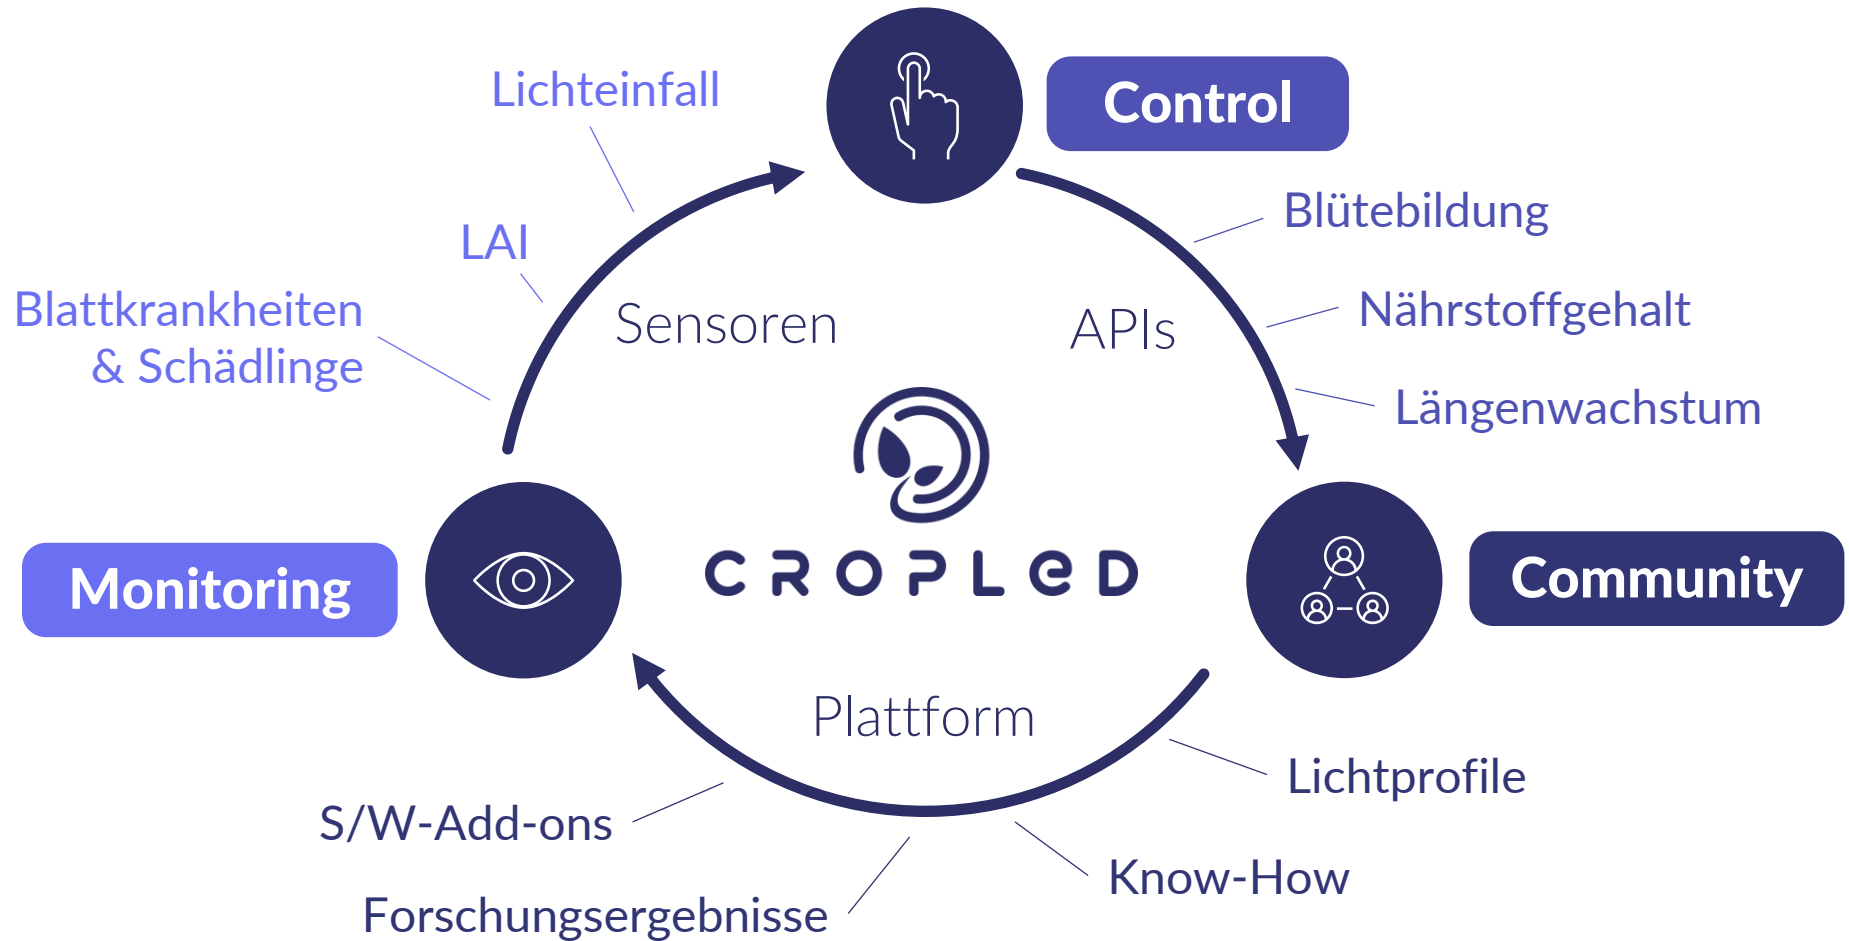 Lichteinfall
Control
LAI
Blütebildung
Blattkrankheiten
& Schädlinge
Sensoren
APIs
Nährstoffgehalt
Längenwachstum
CROPLeD
Monitoring
Community
Plattform
Lichtprofile
S/W-Add-ons
Know-How
Forschungsergebnisse